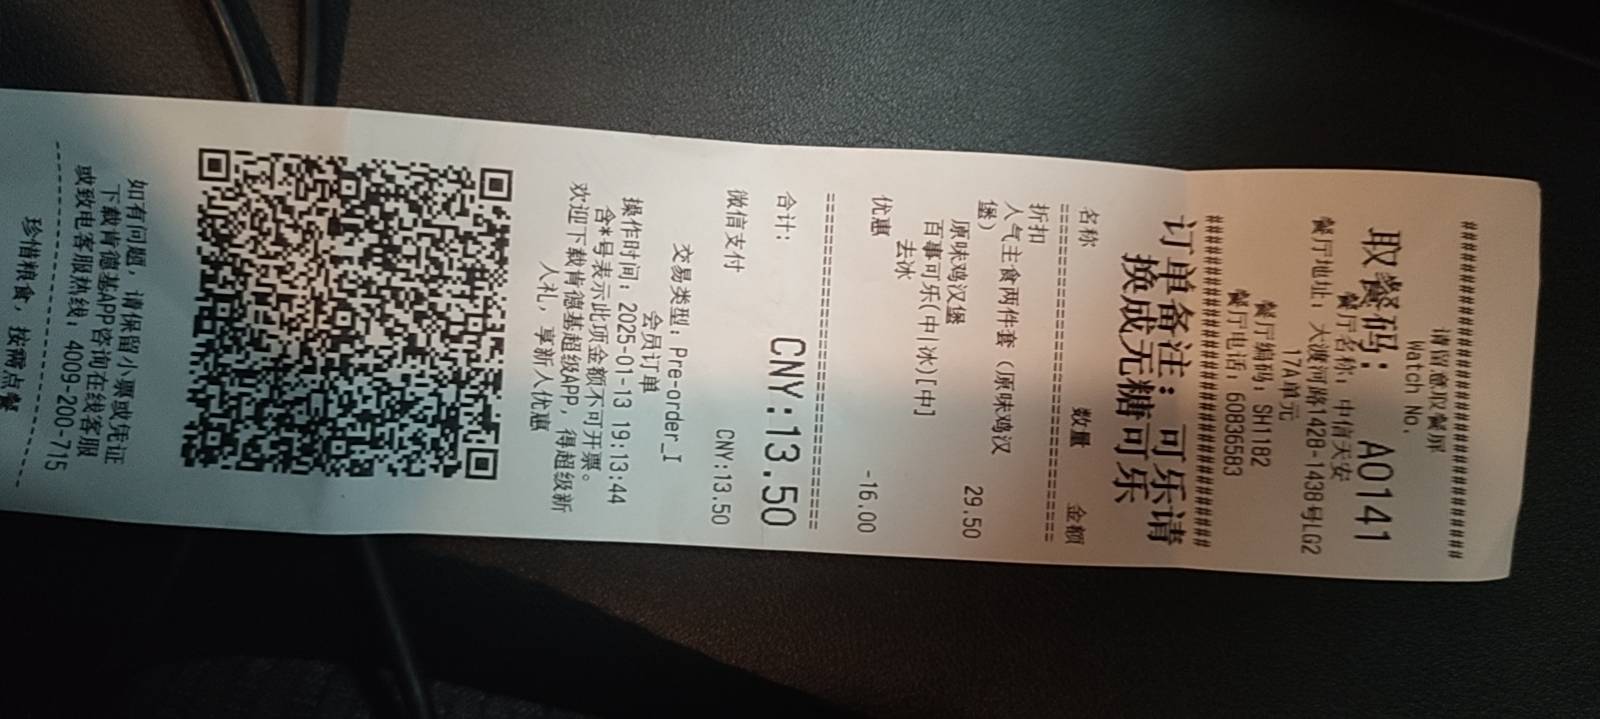 ########################
请留意取餐屏
Watch No.
取餐码：A0141
餐厅名称：中信天安
餐厅地址：大渡河路1428-1438号LG2
17A单元
餐厅编码：SH1182
餐厅电话：60836583
########################
订单备注：可乐请
换成无糖可乐
名称 数量 金额
==============================
折扣
人气主食两件套（原味鸡汉
堡） 29.50
原味鸡汉堡
百事可乐(中|冰)[中]
去冰
优惠 -16.00
==============================
合计： CNY:13.50
微信支付 CNY:13.50
交易类型：Pre-order_I
会员订单
操作时间：2025-01-13 19:13:44
含*号表示此项金额不可开票。
欢迎下载肯德基超级APP，得超级新
人礼，享新人优惠
如有问题，请保留小票或凭证
下载肯德基APP咨询在线客服
或致电客服热线：4009-200-715
------------------------------
珍惜粮食，按需点餐